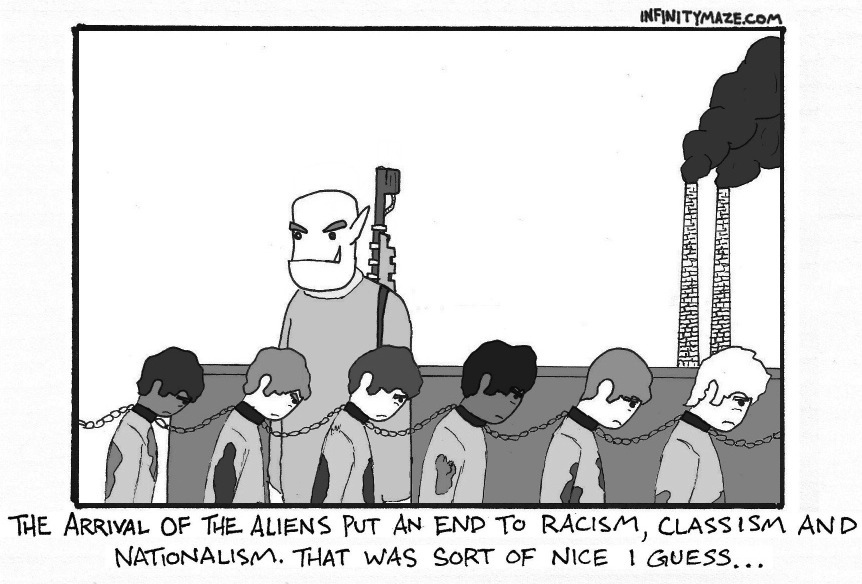 INFINITYMAZE.COM
THE ARRIVAL OF THE ALIENS PUT AN END TO RACISM, CLASSISM AND
NATIONALISM. THAT WAS SORT OF NICE I GUESS...